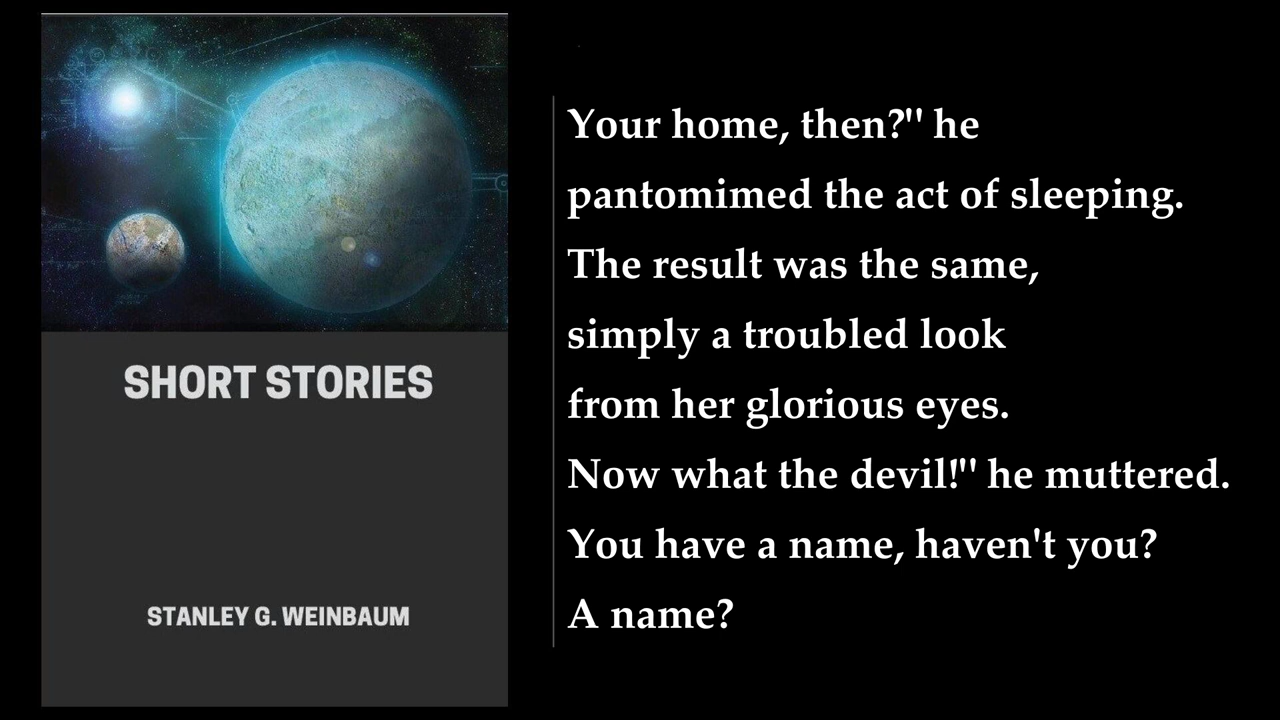 SHORT STORIES
STANLEY G. WEINBAUM
Your home, then?" he
pantomimed the act of sleeping.
The result was the same,
simply a troubled look
from her glorious eyes.
Now what the devil!" he muttered.
You have a name, haven't you?
A name?